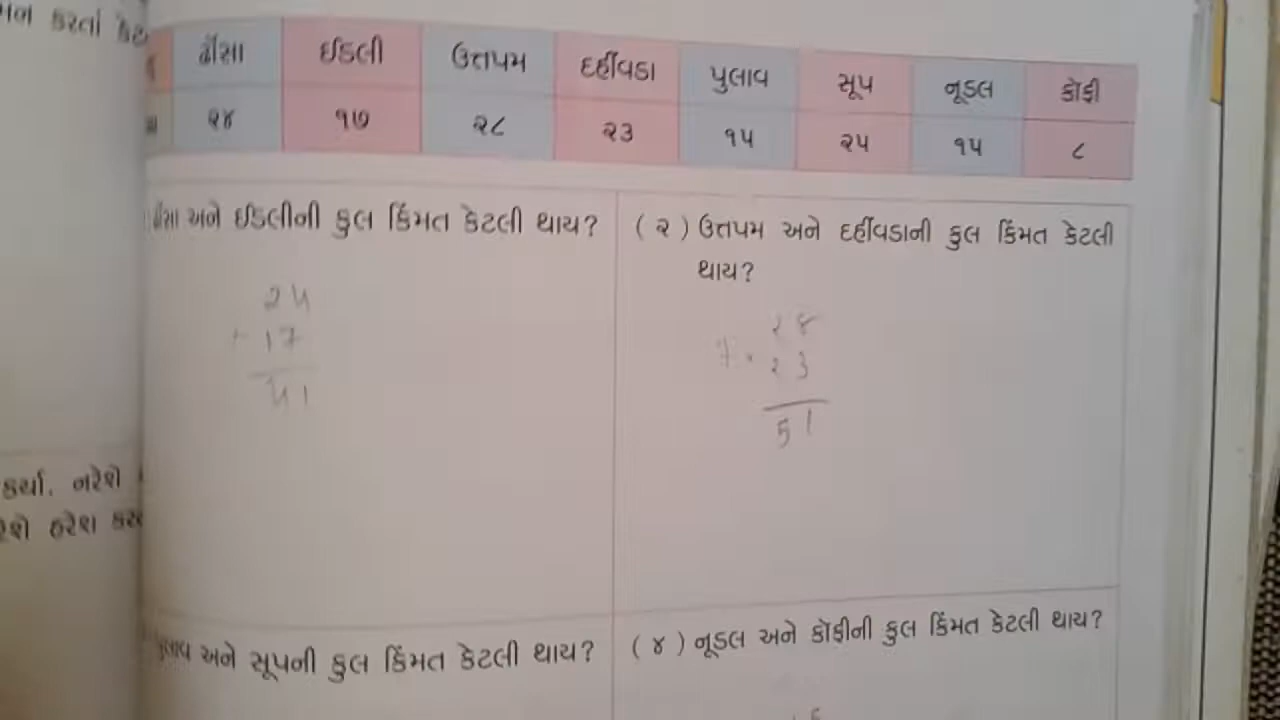 કરતાં
ઢોંસા ઈડલી ઉત્તપમ દહીંવડા પુલાવ સૂપ નૂડલ કૉફી
૨૪ ૧૭ ૨૮ ૨૩ ૧૫ ૨૫ ૧૫ ૮
અને ઈડલીની કુલ કિંમત કેટલી થાય?
24
+ 17
41
( ૨ ) ઉત્તપમ અને દહીંવડાની કુલ કિંમત કેટલી
થાય?
28
23
51
કર્યા. નરેશે
હરેશ
અને સૂપની કુલ કિંમત કેટલી થાય?
( ૪ ) નૂડલ અને કૉફીની કુલ કિંમત કેટલી થાય?